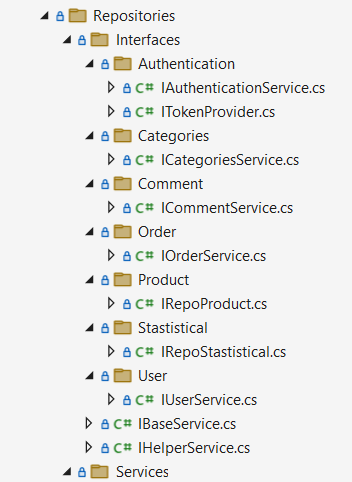 Repositories
Interfaces
Authentication
C# IAuthenticationService.cs
C# ITokenProvider.cs
Categories
C# ICategoriesService.cs
Comment
C# ICommentService.cs
Order
C# IOrderService.cs
Product
C# IRepoProduct.cs
Stastistical
C# IRepoStastistical.cs
User
C# IUserService.cs
C# IBaseService.cs
C# IHelperService.cs
Services